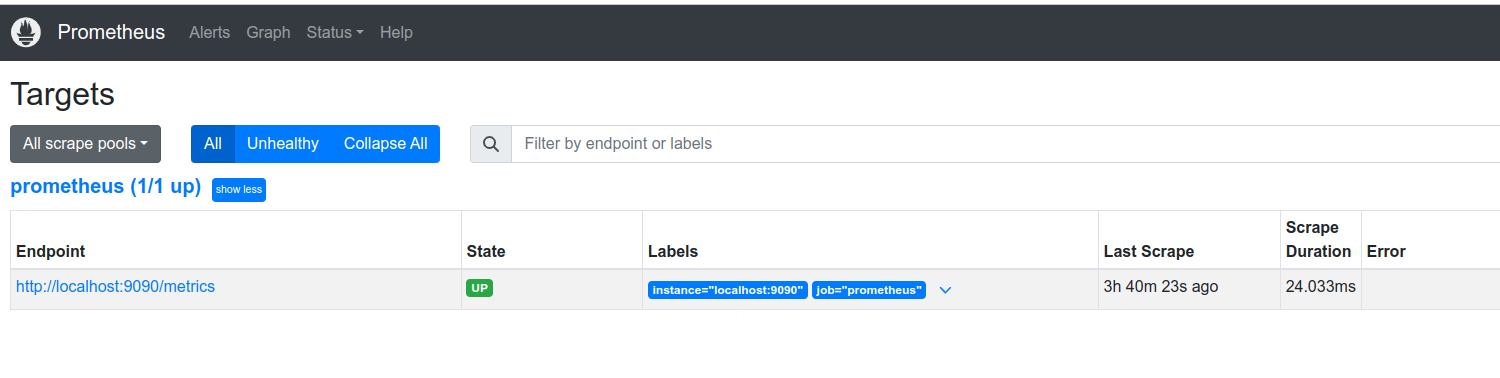 Prometheus Alerts Graph Status Help
Targets
All scrape pools All Unhealthy Collapse All Filter by endpoint or labels
prometheus (1/1 up) show less
Endpoint State Labels Last Scrape Scrape Duration Error
http://localhost:9090/metrics UP instance="localhost:9090" job="prometheus" 3h 40m 23s ago 24.033ms